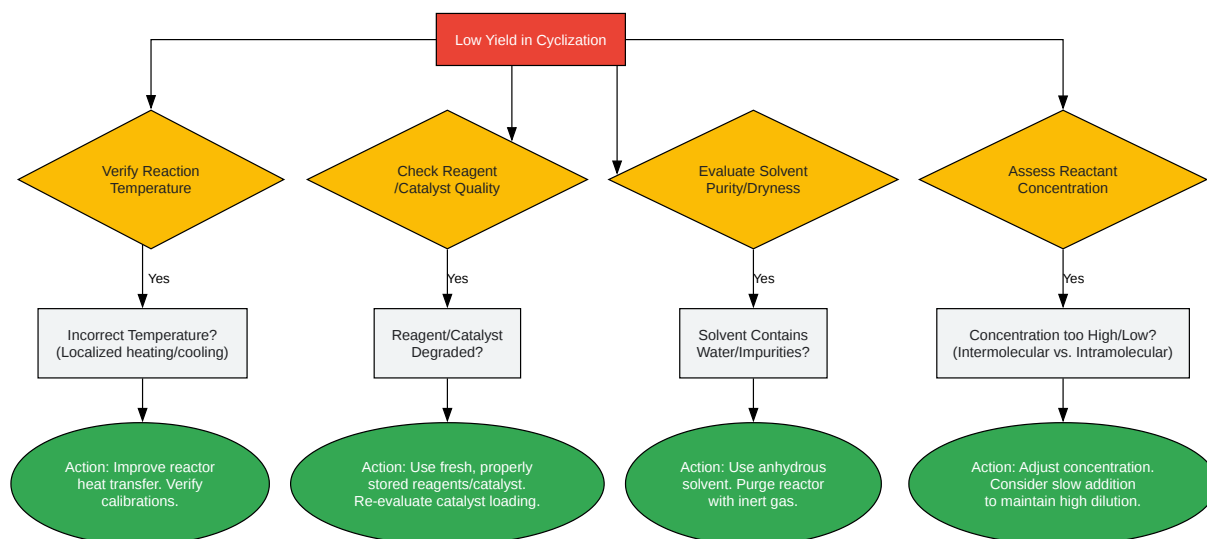 Low Yield in Cyclization
Verify Reaction
Temperature
Check Reagent
/Catalyst Quality
Evaluate Solvent
Purity/Dryness
Assess Reactant
Concentration
Yes
Yes
Yes
Yes
Incorrect Temperature?
(Localized heating/cooling)
Reagent/Catalyst
Degraded?
Solvent Contains
Water/Impurities?
Concentration too High/Low?
(Intermolecular vs. Intramolecular)
Action: Improve reactor
heat transfer. Verify
calibrations.
Action: Use fresh, properly
stored reagents/catalyst.
Re-evaluate catalyst loading.
Action: Use anhydrous
solvent. Purge reactor
with inert gas.
Action: Adjust concentration.
Consider slow addition
to maintain high dilution.